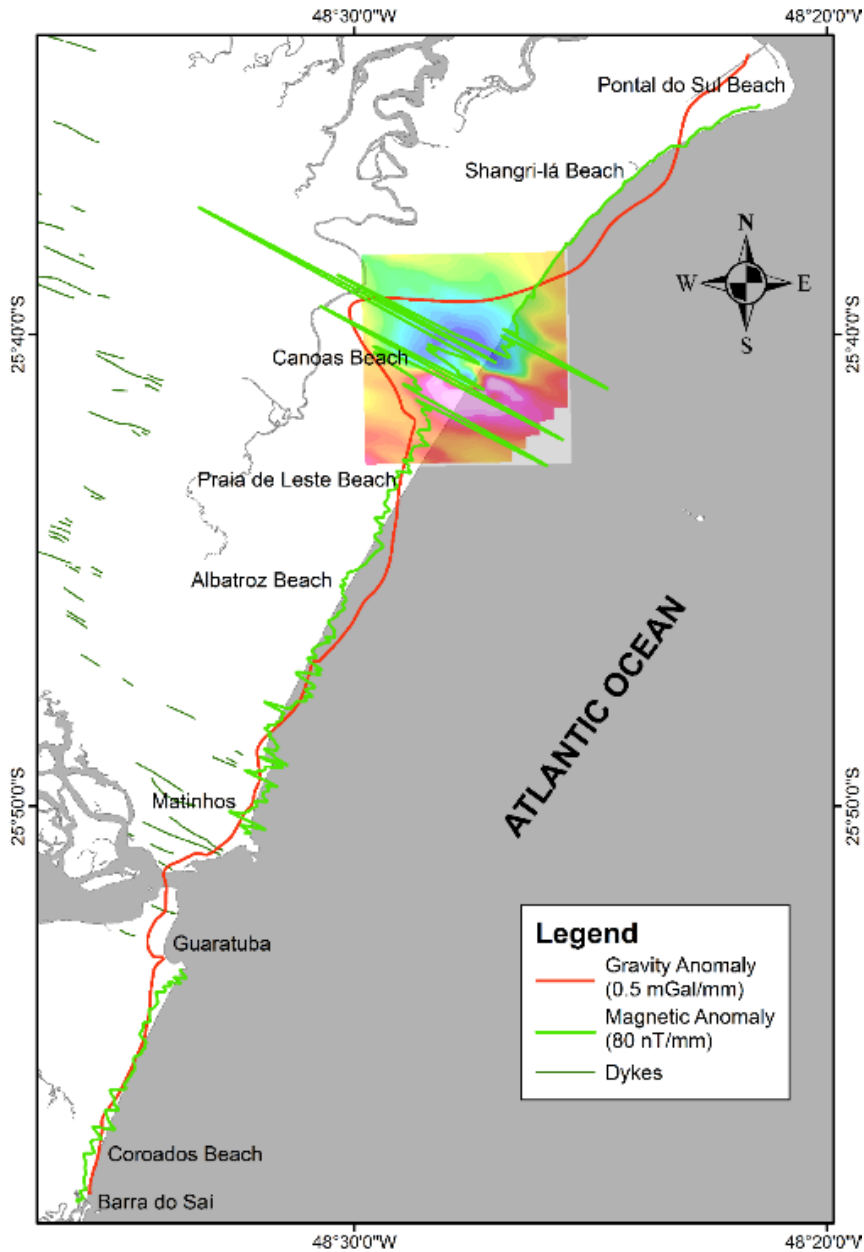 48°30'0"W
48°20'0"W
Pontal do Sul Beach
Shangri-lá Beach
N
W
E
S
25°40'0"S
25°40'0"S
Canoas Beach
Praia de Leste Beach
Albatroz Beach
ATLANTIC OCEAN
Matinhos
25°50'0"S
25°50'0"S
Guaratuba
Legend
Gravity Anomaly
(0.5 mGal/mm)
Magnetic Anomaly
(80 nT/mm)
Dykes
Coroados Beach
Barra do Saí
48°30'0"W
48°20'0"W